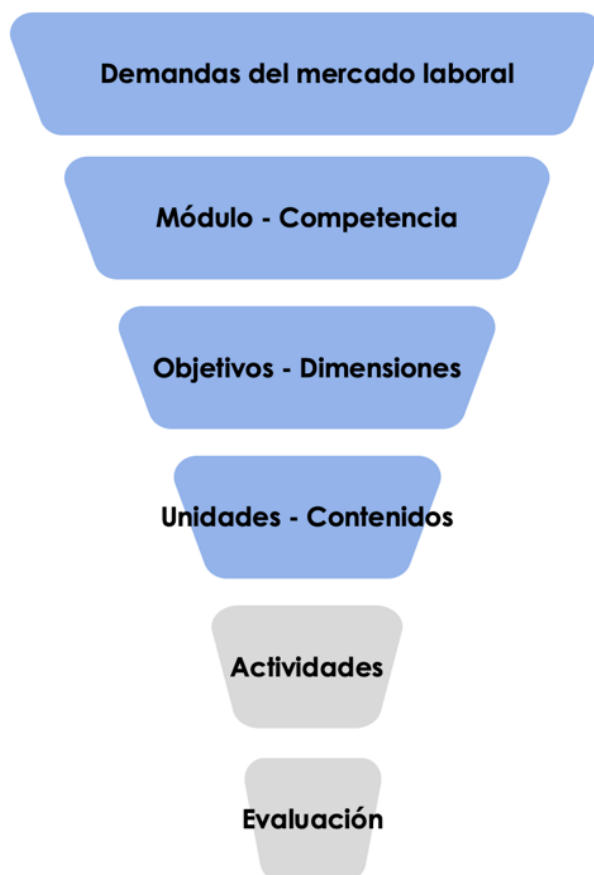 Demandas del mercado laboral
Módulo - Competencia
Objetivos - Dimensiones
Unidades - Contenidos
Actividades
Evaluación